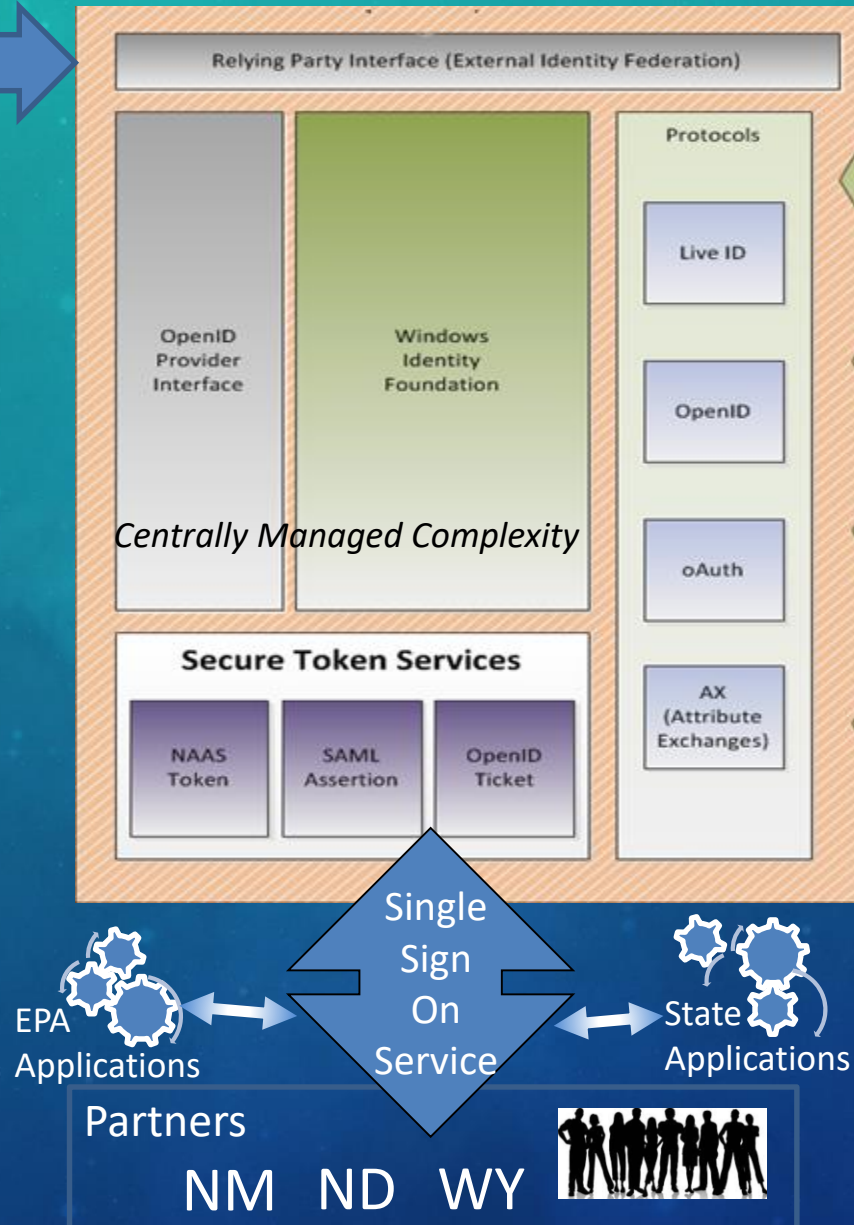 Relying Party Interface (External Identity Federation)
OpenID
Provider
Interface
Windows
Identity
Foundation
Centrally Managed Complexity
Protocols
Live ID
OpenID
oAuth
AX
(Attribute
Exchanges)
Secure Token Services
NAAS
Token
SAML
Assertion
OpenID
Ticket
Single
Sign
On
Service
EPA
Applications
State
Applications
Partners
NM ND WY